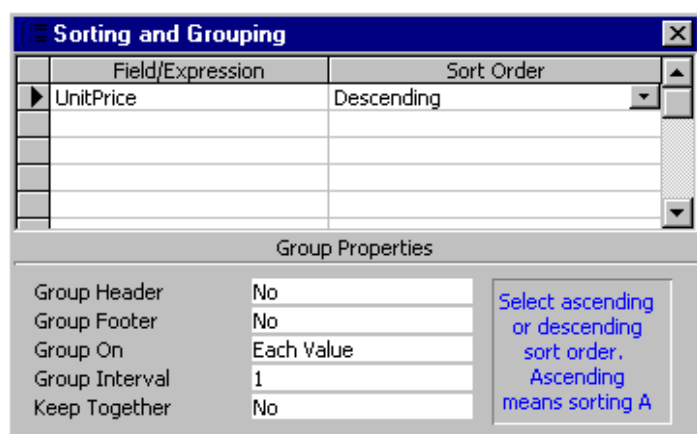 Sorting and Grouping
Field/Expression Sort Order
UnitPrice Descending
Group Properties
Group Header No
Group Footer No
Group On Each Value
Group Interval 1
Keep Together No
Select ascending
or descending
sort order.
Ascending
means sorting A